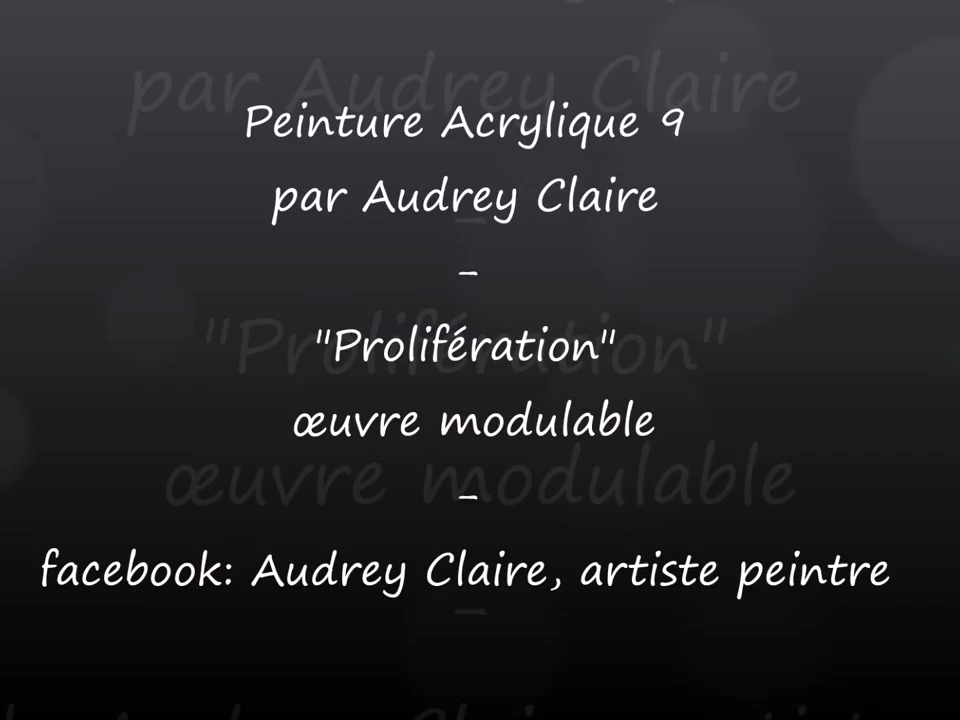 Peinture Acrylique 9
par Audrey Claire
-
"Prolifération"
œuvre modulable
-
facebook: Audrey Claire, artiste peintre